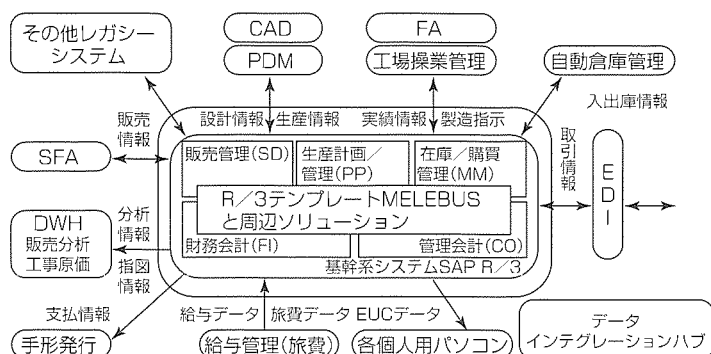 その他レガシー
システム
CAD
PDM
FA
工場操業管理
自動倉庫管理
入出庫情報
販売
情報
設計情報
生産情報
実績情報
製造指示
取引情報
SFA
販売管理(SD)
生産計画/
管理(PP)
在庫/購買
管理(MM)
EDI
R/3テンプレートMELEBUS
と周辺ソリューション
DWH
販売分析
工事原価
分析
情報
指図
情報
財務会計(FI)
管理会計(CO)
基幹系システムSAP R/3
支払情報
給与データ
旅費データ
EUCデータ
手形発行
給与管理(旅費)
各個人用パソコン
データ
インテグレーションハブ